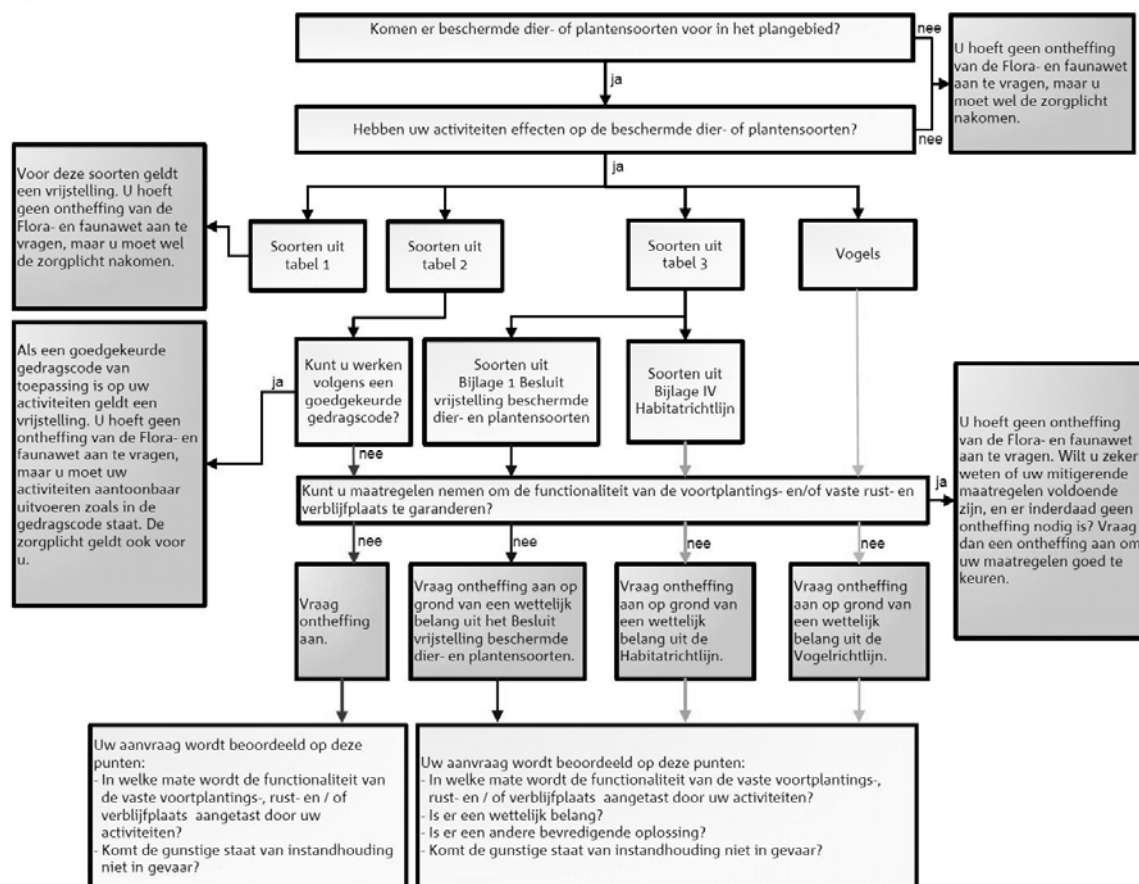 Komen er beschermde dier- of plantensoorten voor in het plangebied?
nee
U hoeft geen ontheffing
van de Flora- en faunawet
aan te vragen, maar u
moet wel de zorgplicht
nakomen.
ja
Hebben uw activiteiten effecten op de beschermde dier- of plantensoorten?
nee
ja
Voor deze soorten geldt
een vrijstelling. U hoeft
geen ontheffing van de
Flora- en faunawet aan te
vragen, maar u moet wel
de zorgplicht nakomen.
Soorten uit
tabel 1
Soorten uit
tabel 2
Soorten uit
tabel 3
Vogels
Als een goedgekeurde
gedragscode van
toepassing is op uw
activiteiten geldt een
vrijstelling. U hoeft geen
ontheffing van de Flora- en
faunawet aan te vragen,
maar u moet uw
activiteiten aantoonbaar
uitvoeren zoals in de
gedragscode staat. De
zorgplicht geldt ook voor
u.
ja
Kunt u werken
volgens een
goedgekeurde
gedragscode?
Soorten uit
Bijlage 1 Besluit
vrijstelling beschermde
dier- en plantensoorten
Soorten uit
Bijlage IV
Habitatrichtlijn
nee
Kunt u maatregelen nemen om de functionaliteit van de voortplantings- en/of vaste rust- en
verblijfplaats te garanderen?
ja
U hoeft geen ontheffing
van de Flora- en faunawet
aan te vragen. Wilt u zeker
weten of uw mitigerende
maatregelen voldoende
zijn, en er inderdaad geen
ontheffing nodig is? Vraag
dan een ontheffing aan om
uw maatregelen goed te
keuren.
nee
nee
nee
nee
Vraag
ontheffing
aan.
Vraag ontheffing aan op
grond van een wettelijk
belang uit het Besluit
vrijstelling beschermde
dier- en plantensoorten.
Vraag ontheffing
aan op grond van
een wettelijk
belang uit de
Habitatrichtlijn.
Vraag ontheffing
aan op grond van
een wettelijk
belang uit de
Vogelrichtlijn.
Uw aanvraag wordt beoordeeld op deze
punten:
- In welke mate wordt de functionaliteit van
de vaste voortplantings-, rust- en / of
verblijfplaats aangetast door uw
activiteiten?
- Komt de gunstige staat van instandhouding
niet in gevaar?
Uw aanvraag wordt beoordeeld op deze punten:
- In welke mate wordt de functionaliteit van de vaste voortplantings-,
rust- en / of verblijfplaats aangetast door uw activiteiten?
- Is er een wettelijk belang?
- Is er een andere bevredigende oplossing?
- Komt de gunstige staat van instandhouding niet in gevaar?